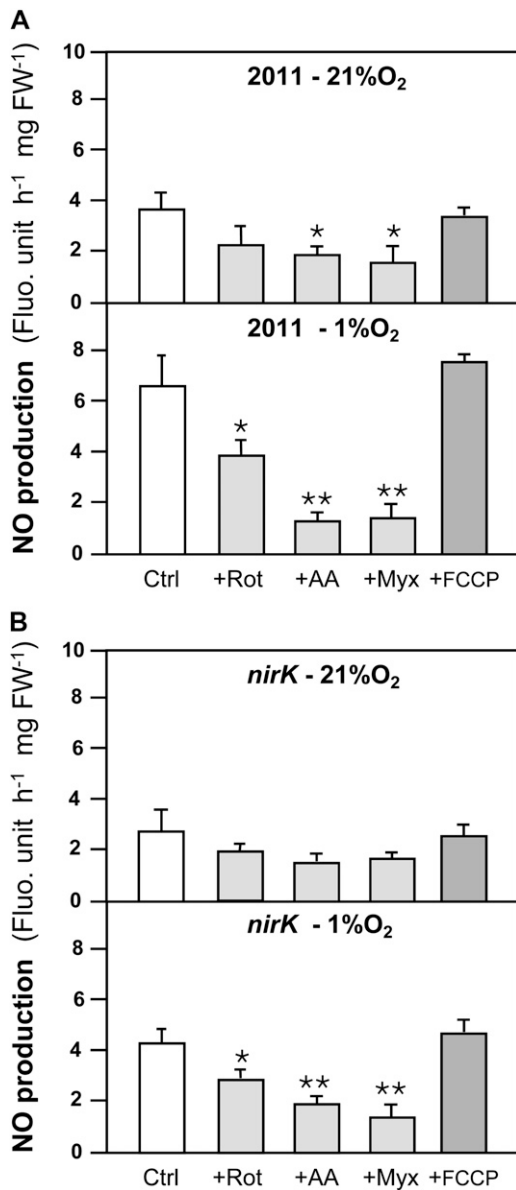 A
NO production (Fluo. unit h⁻¹ mg FW⁻¹)
2011 - 21%O₂
10
8
6
4
2
0
* *
2011 - 1%O₂
8
6
4
2
0
* ** **
Ctrl +Rot +AA +Myx +FCCP
B
NO production (Fluo. unit h⁻¹ mg FW⁻¹)
nirK - 21%O₂
10
8
6
4
2
0
nirK - 1%O₂
8
6
4
2
0
* ** **
Ctrl +Rot +AA +Myx +FCCP